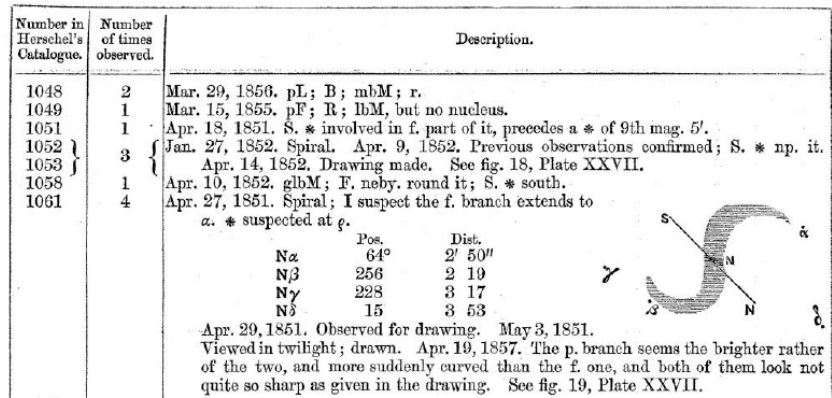 Number in Herschel's Catalogue. Number of times observed. Description.
1048 2 Mar. 29, 1856. pL; B; mbM; r.
1049 1 Mar. 15, 1855. pF; R; lbM, but no nucleus.
1051 1 Apr. 18, 1851. S. * involved in f. part of it, precedes a * of 9th mag. 5'.
1052 } 3 { Jan. 27, 1852. Spiral. Apr. 9, 1852. Previous observations confirmed; S. * np. it.
1053 } Apr. 14, 1852. Drawing made. See fig. 18, Plate XXVII.
1058 1 Apr. 10, 1852. glbM; F. neby. round it; S. * south.
1061 4 Apr. 27, 1851. Spiral; I suspect the f. branch extends to
α. * suspected at ϱ.
Pos. Dist.
Nα 64° 2' 50"
Nβ 256 2 19
Nγ 228 3 17
Nδ 15 3 53
S α
γ N
β N δ
Apr. 29, 1851. Observed for drawing. May 3, 1851.
Viewed in twilight; drawn. Apr. 19, 1857. The p. branch seems the brighter rather
of the two, and more suddenly curved than the f. one, and both of them look not
quite so sharp as given in the drawing. See fig. 19, Plate XXVII.